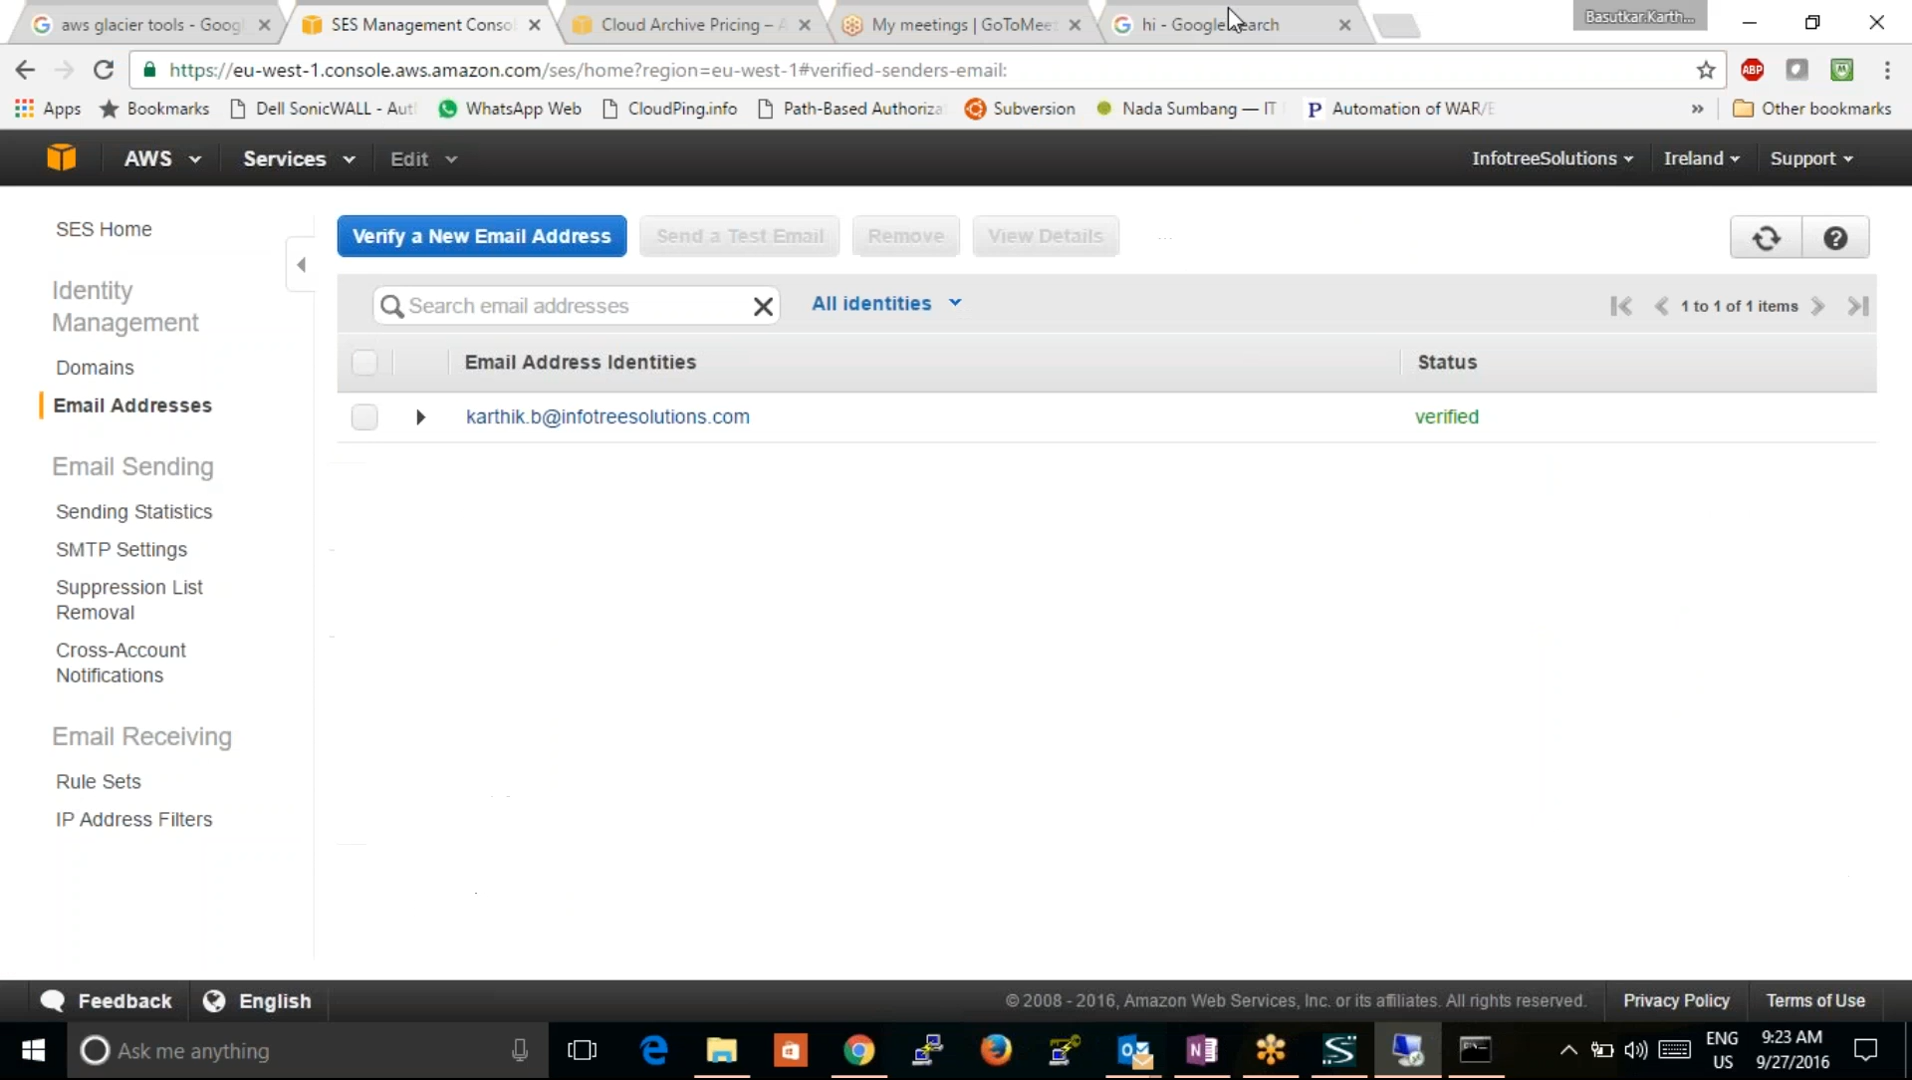 aws glacier tools - Goog
SES Management Conso
Cloud Archive Pricing – A
My meetings | GoToMeet
hi - Google Search
Basutkar.Karth...
https://eu-west-1.console.aws.amazon.com/ses/home?region=eu-west-1#verified-senders-email:
ABP
Apps
Bookmarks
Dell SonicWALL - Aut
WhatsApp Web
CloudPing.info
Path-Based Authoriza
Subversion
Nada Sumbang — IT
Automation of WAR/E
»
Other bookmarks
AWS
Services
Edit
InfotreeSolutions
Ireland
Support
SES Home
Identity
Management
Domains
Email Addresses
Email Sending
Sending Statistics
SMTP Settings
Suppression List
Removal
Cross-Account
Notifications
Email Receiving
Rule Sets
IP Address Filters
Verify a New Email Address
Send a Test Email
Remove
View Details
Search email addresses
All identities
1 to 1 of 1 items
Email Address Identities
Status
karthik.b@infotreesolutions.com
verified
Feedback
English
© 2008 - 2016, Amazon Web Services, Inc. or its affiliates. All rights reserved.
Privacy Policy
Terms of Use
Ask me anything
ENG
US
9:23 AM
9/27/2016